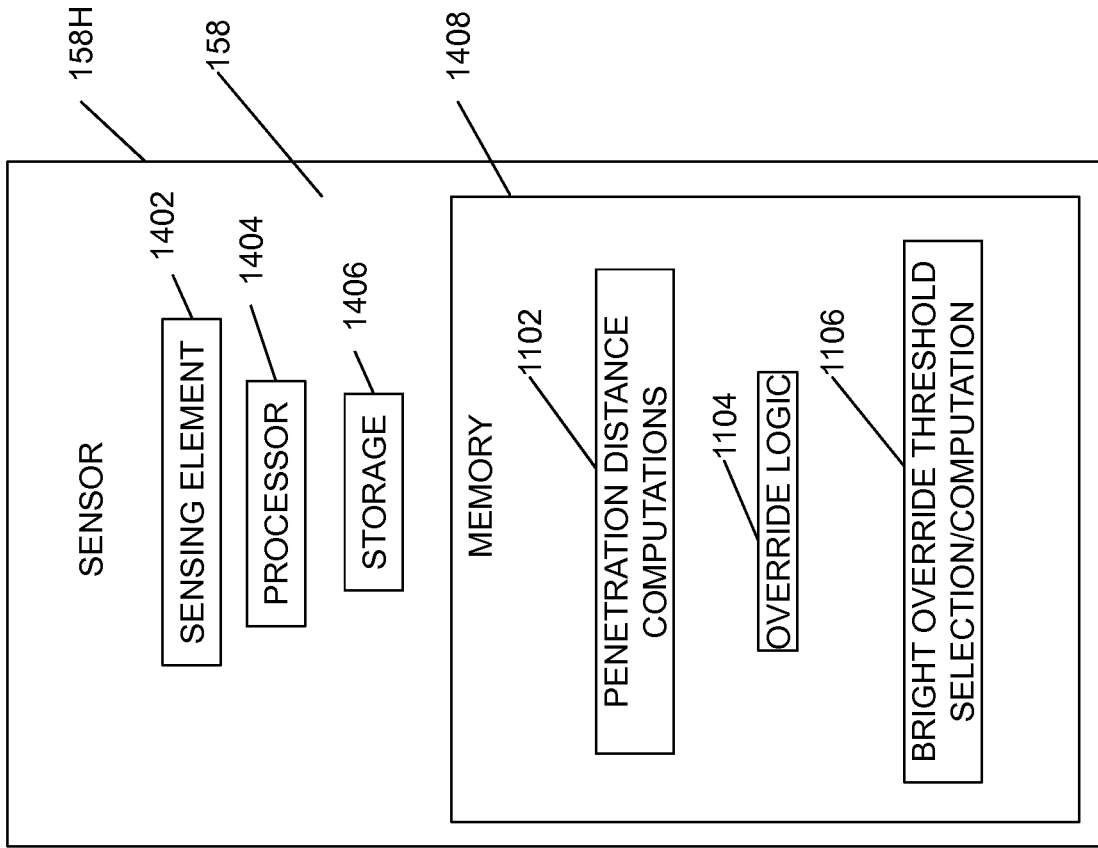 158H
158
SENSOR
1402
SENSING ELEMENT
1404
PROCESSOR
1406
STORAGE
1408
MEMORY
1102
PENETRATION DISTANCE
COMPUTATIONS
1104
OVERRIDE LOGIC
1106
BRIGHT OVERRIDE THRESHOLD
SELECTION/COMPUTATION